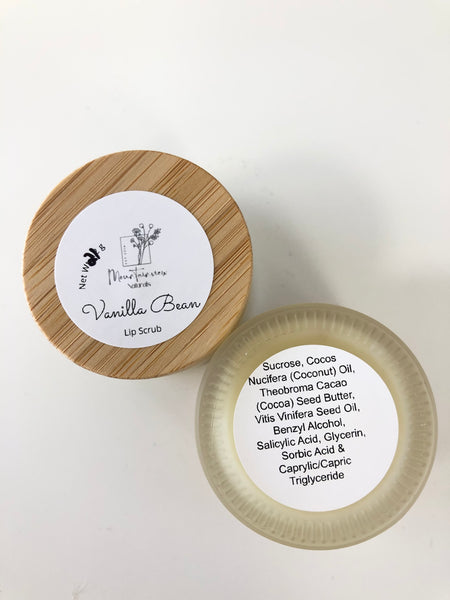 Net W g
Mountainview
Naturals
Vanilla Bean
Lip Scrub
Sucrose, Cocos
Nucifera (Coconut) Oil,
Theobroma Cacao
(Cocoa) Seed Butter,
Vitis Vinifera Seed Oil,
Benzyl Alcohol,
Salicylic Acid, Glycerin,
Sorbic Acid &
Caprylic/Capric
Triglyceride